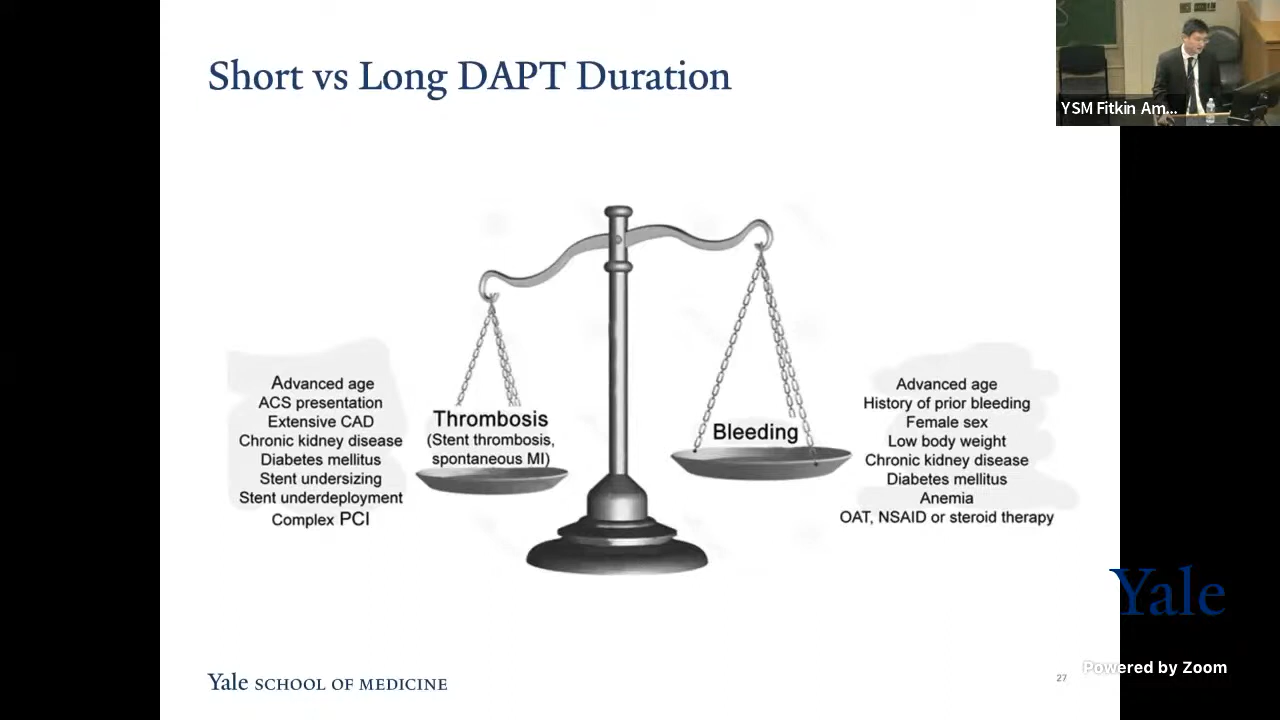 Short vs Long DAPT Duration
YSM Fitkin Am...
Advanced age
ACS presentation
Extensive CAD
Chronic kidney disease
Diabetes mellitus
Stent undersizing
Stent underdeployment
Complex PCI
Thrombosis
(Stent thrombosis,
spontaneous MI)
Bleeding
Advanced age
History of prior bleeding
Female sex
Low body weight
Chronic kidney disease
Diabetes mellitus
Anemia
OAT, NSAID or steroid therapy
Yale
Powered by Zoom
Yale SCHOOL OF MEDICINE
27